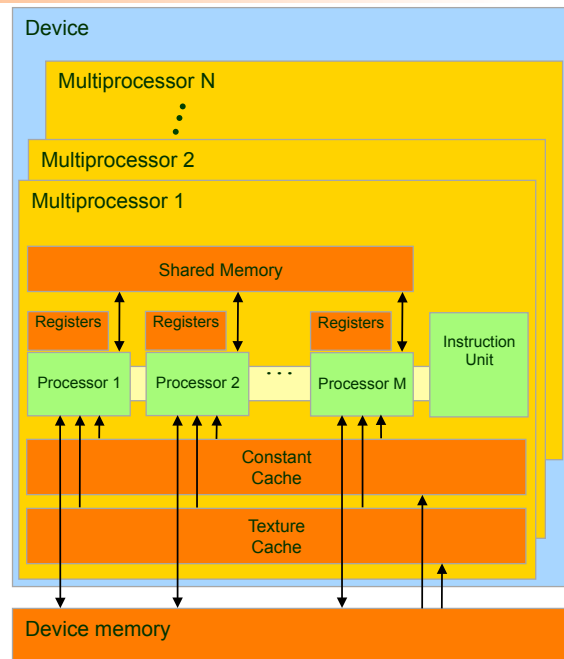 Device
Multiprocessor N
Multiprocessor 2
Multiprocessor 1
Shared Memory
Registers
Registers
Registers
Instruction
Unit
Processor 1
Processor 2
...
Processor M
Constant
Cache
Texture
Cache
Device memory